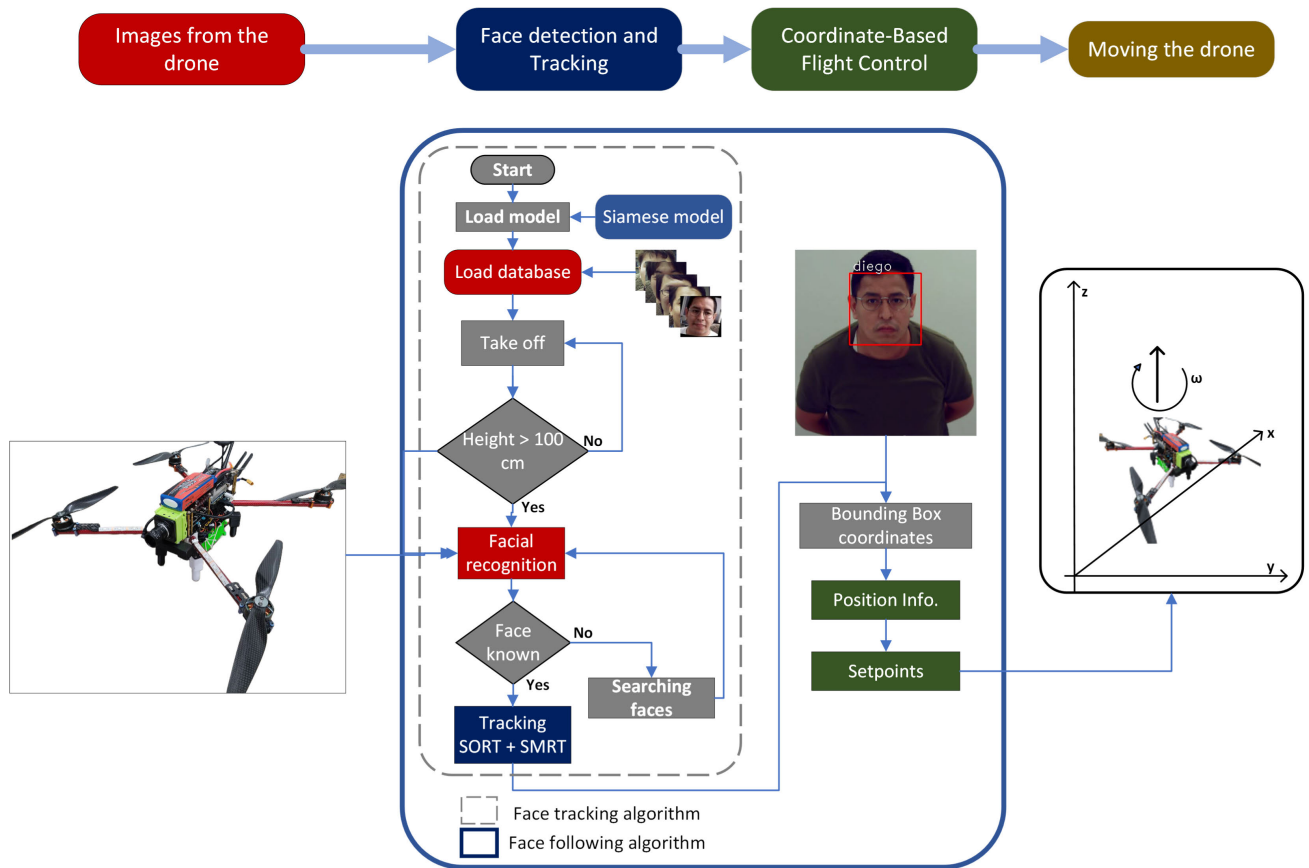 Images from the
drone
Face detection and
Tracking
Coordinate-Based
Flight Control
Moving the drone
Start
Load model
Siamese model
Load database
Take off
Height > 100
cm
No
Yes
Facial
recognition
Face
known
No
Yes
Searching
faces
Tracking
SORT + SMRT
diego
Bounding Box
coordinates
Position Info.
Setpoints
z
ω
x
y
Face tracking algorithm
Face following algorithm